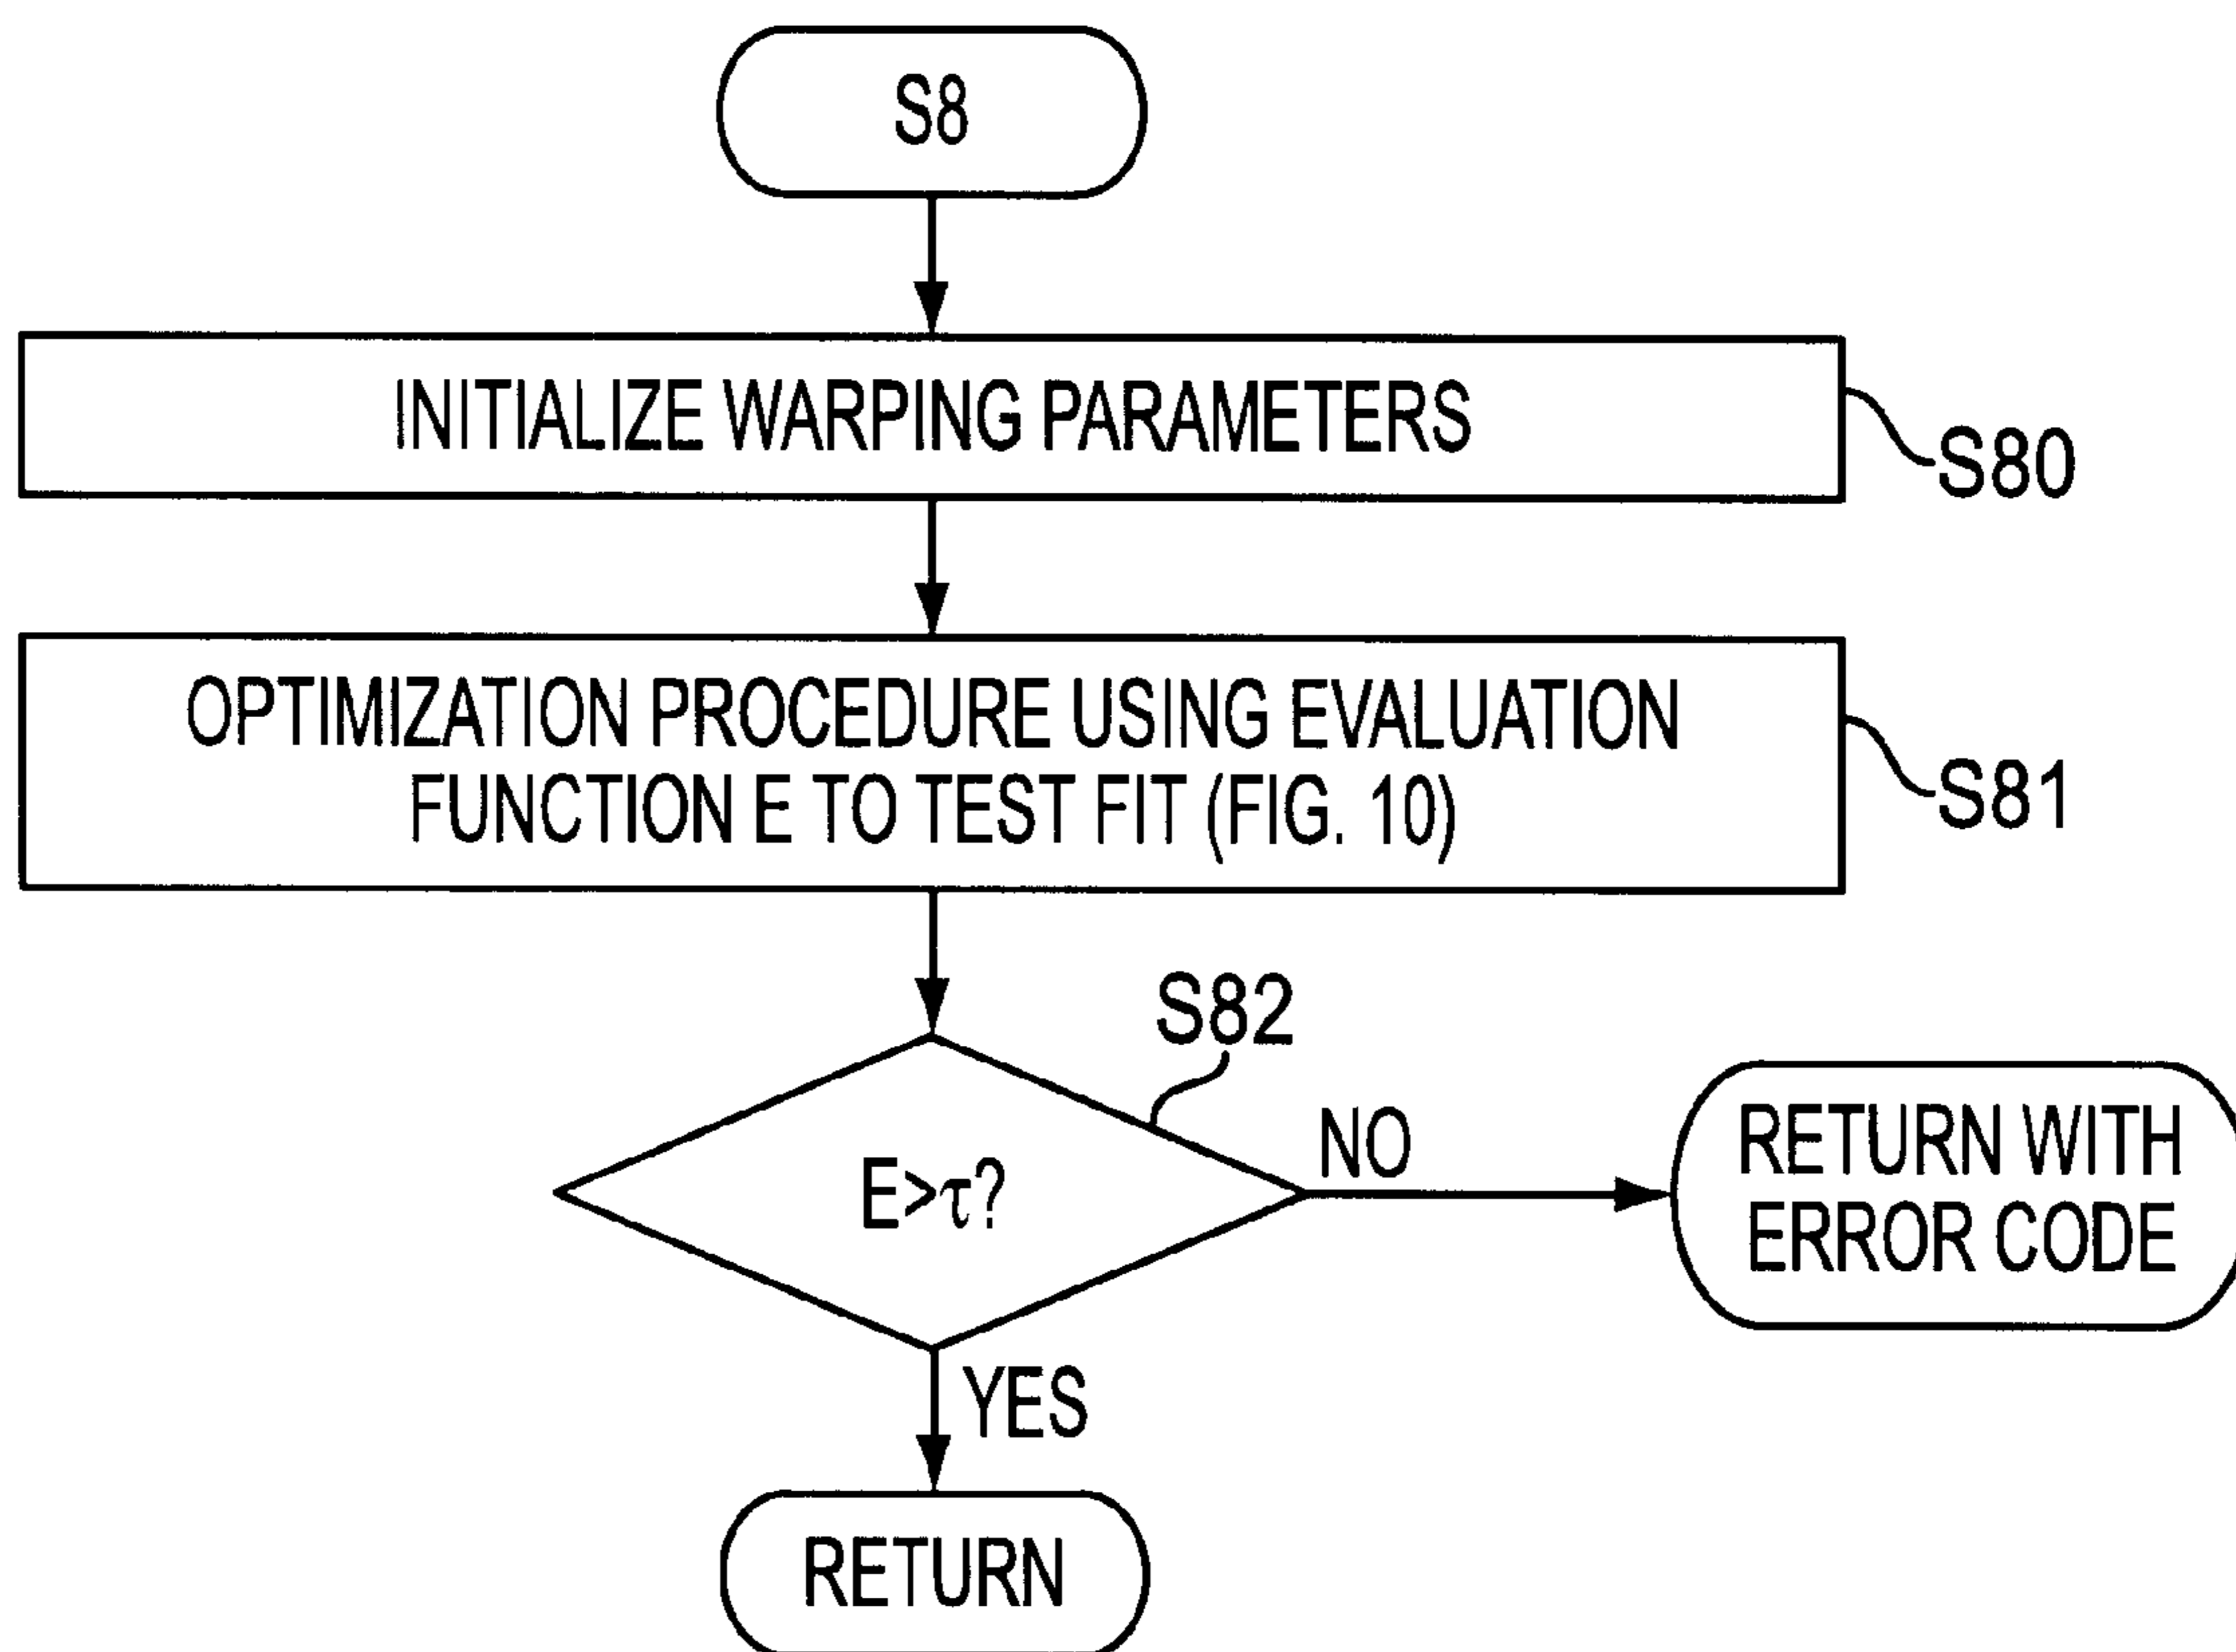 S8
INITIALIZE WARPING PARAMETERS
S80
OPTIMIZATION PROCEDURE USING EVALUATION
FUNCTION E TO TEST FIT (FIG. 10)
S81
S82
E>τ?
NO
RETURN WITH
ERROR CODE
YES
RETURN